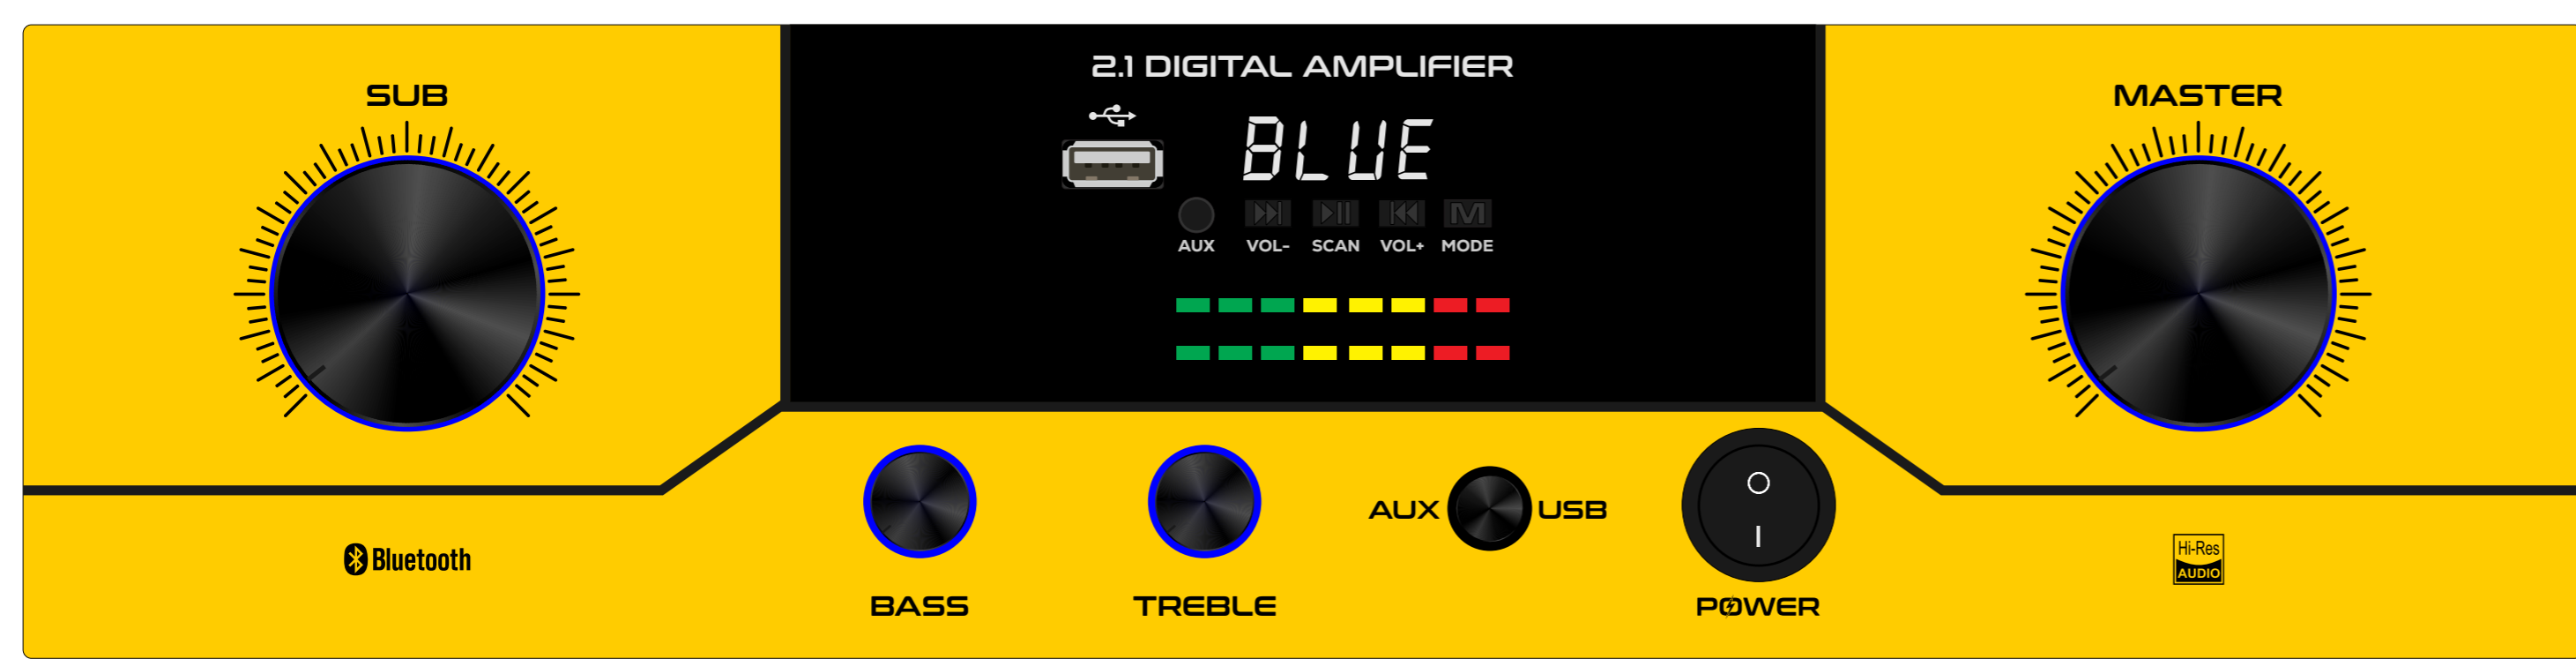 2.1 DIGITAL AMPLIFIER
SUB
MASTER
BLUE
M
AUX VOL- SCAN VOL+ MODE
AUX USB
O
I
Bluetooth
Hi-Res
AUDIO
BASS TREBLE POWER